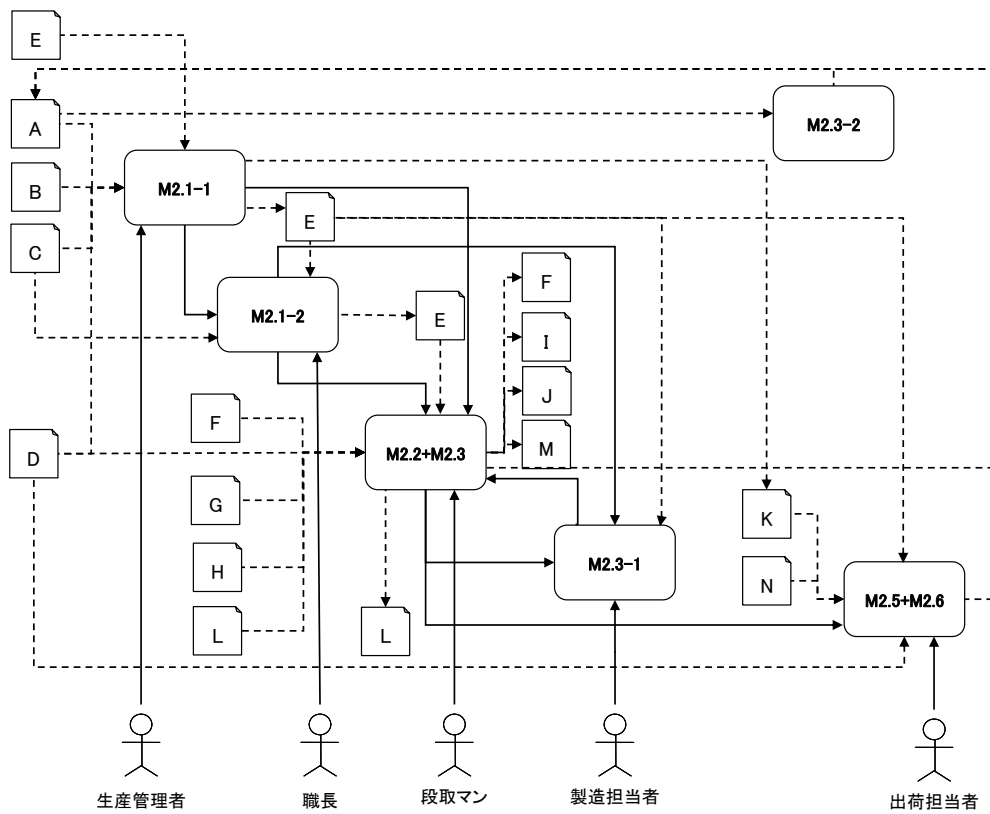 E
A
M2.3-2
B
M2.1-1
E
C
F
M2.1-2
E
I
J
F
D
M2.2+M2.3
M
G
K
H
M2.3-1
N
M2.5+M2.6
L
L
生産管理者
職長
段取マン
製造担当者
出荷担当者